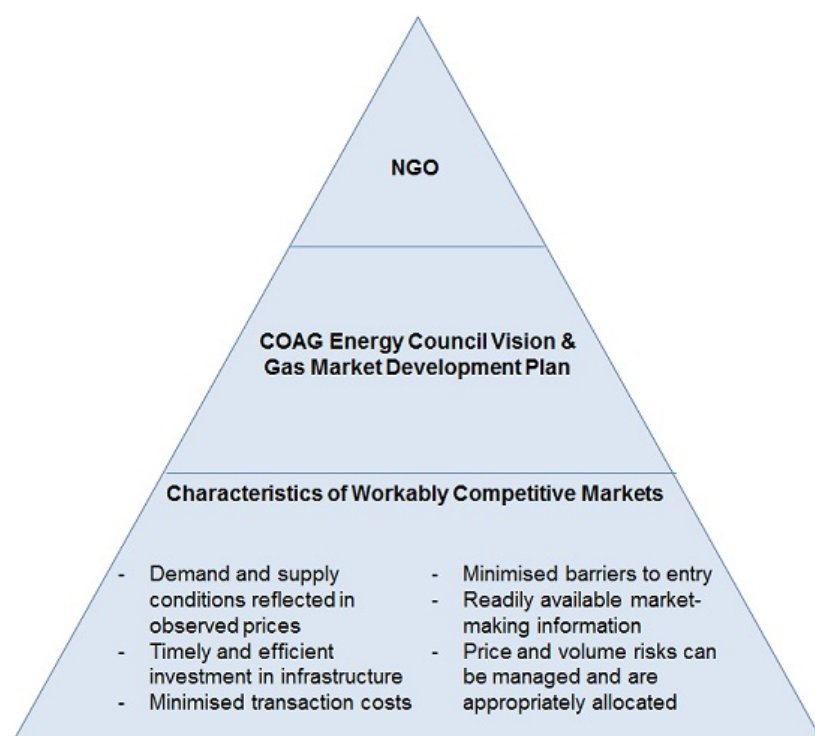 NGO
COAG Energy Council Vision &
Gas Market Development Plan
Characteristics of Workably Competitive Markets
- Demand and supply
conditions reflected in
observed prices
- Timely and efficient
investment in infrastructure
- Minimised transaction costs
- Minimised barriers to entry
- Readily available market-
making information
- Price and volume risks can
be managed and are
appropriately allocated